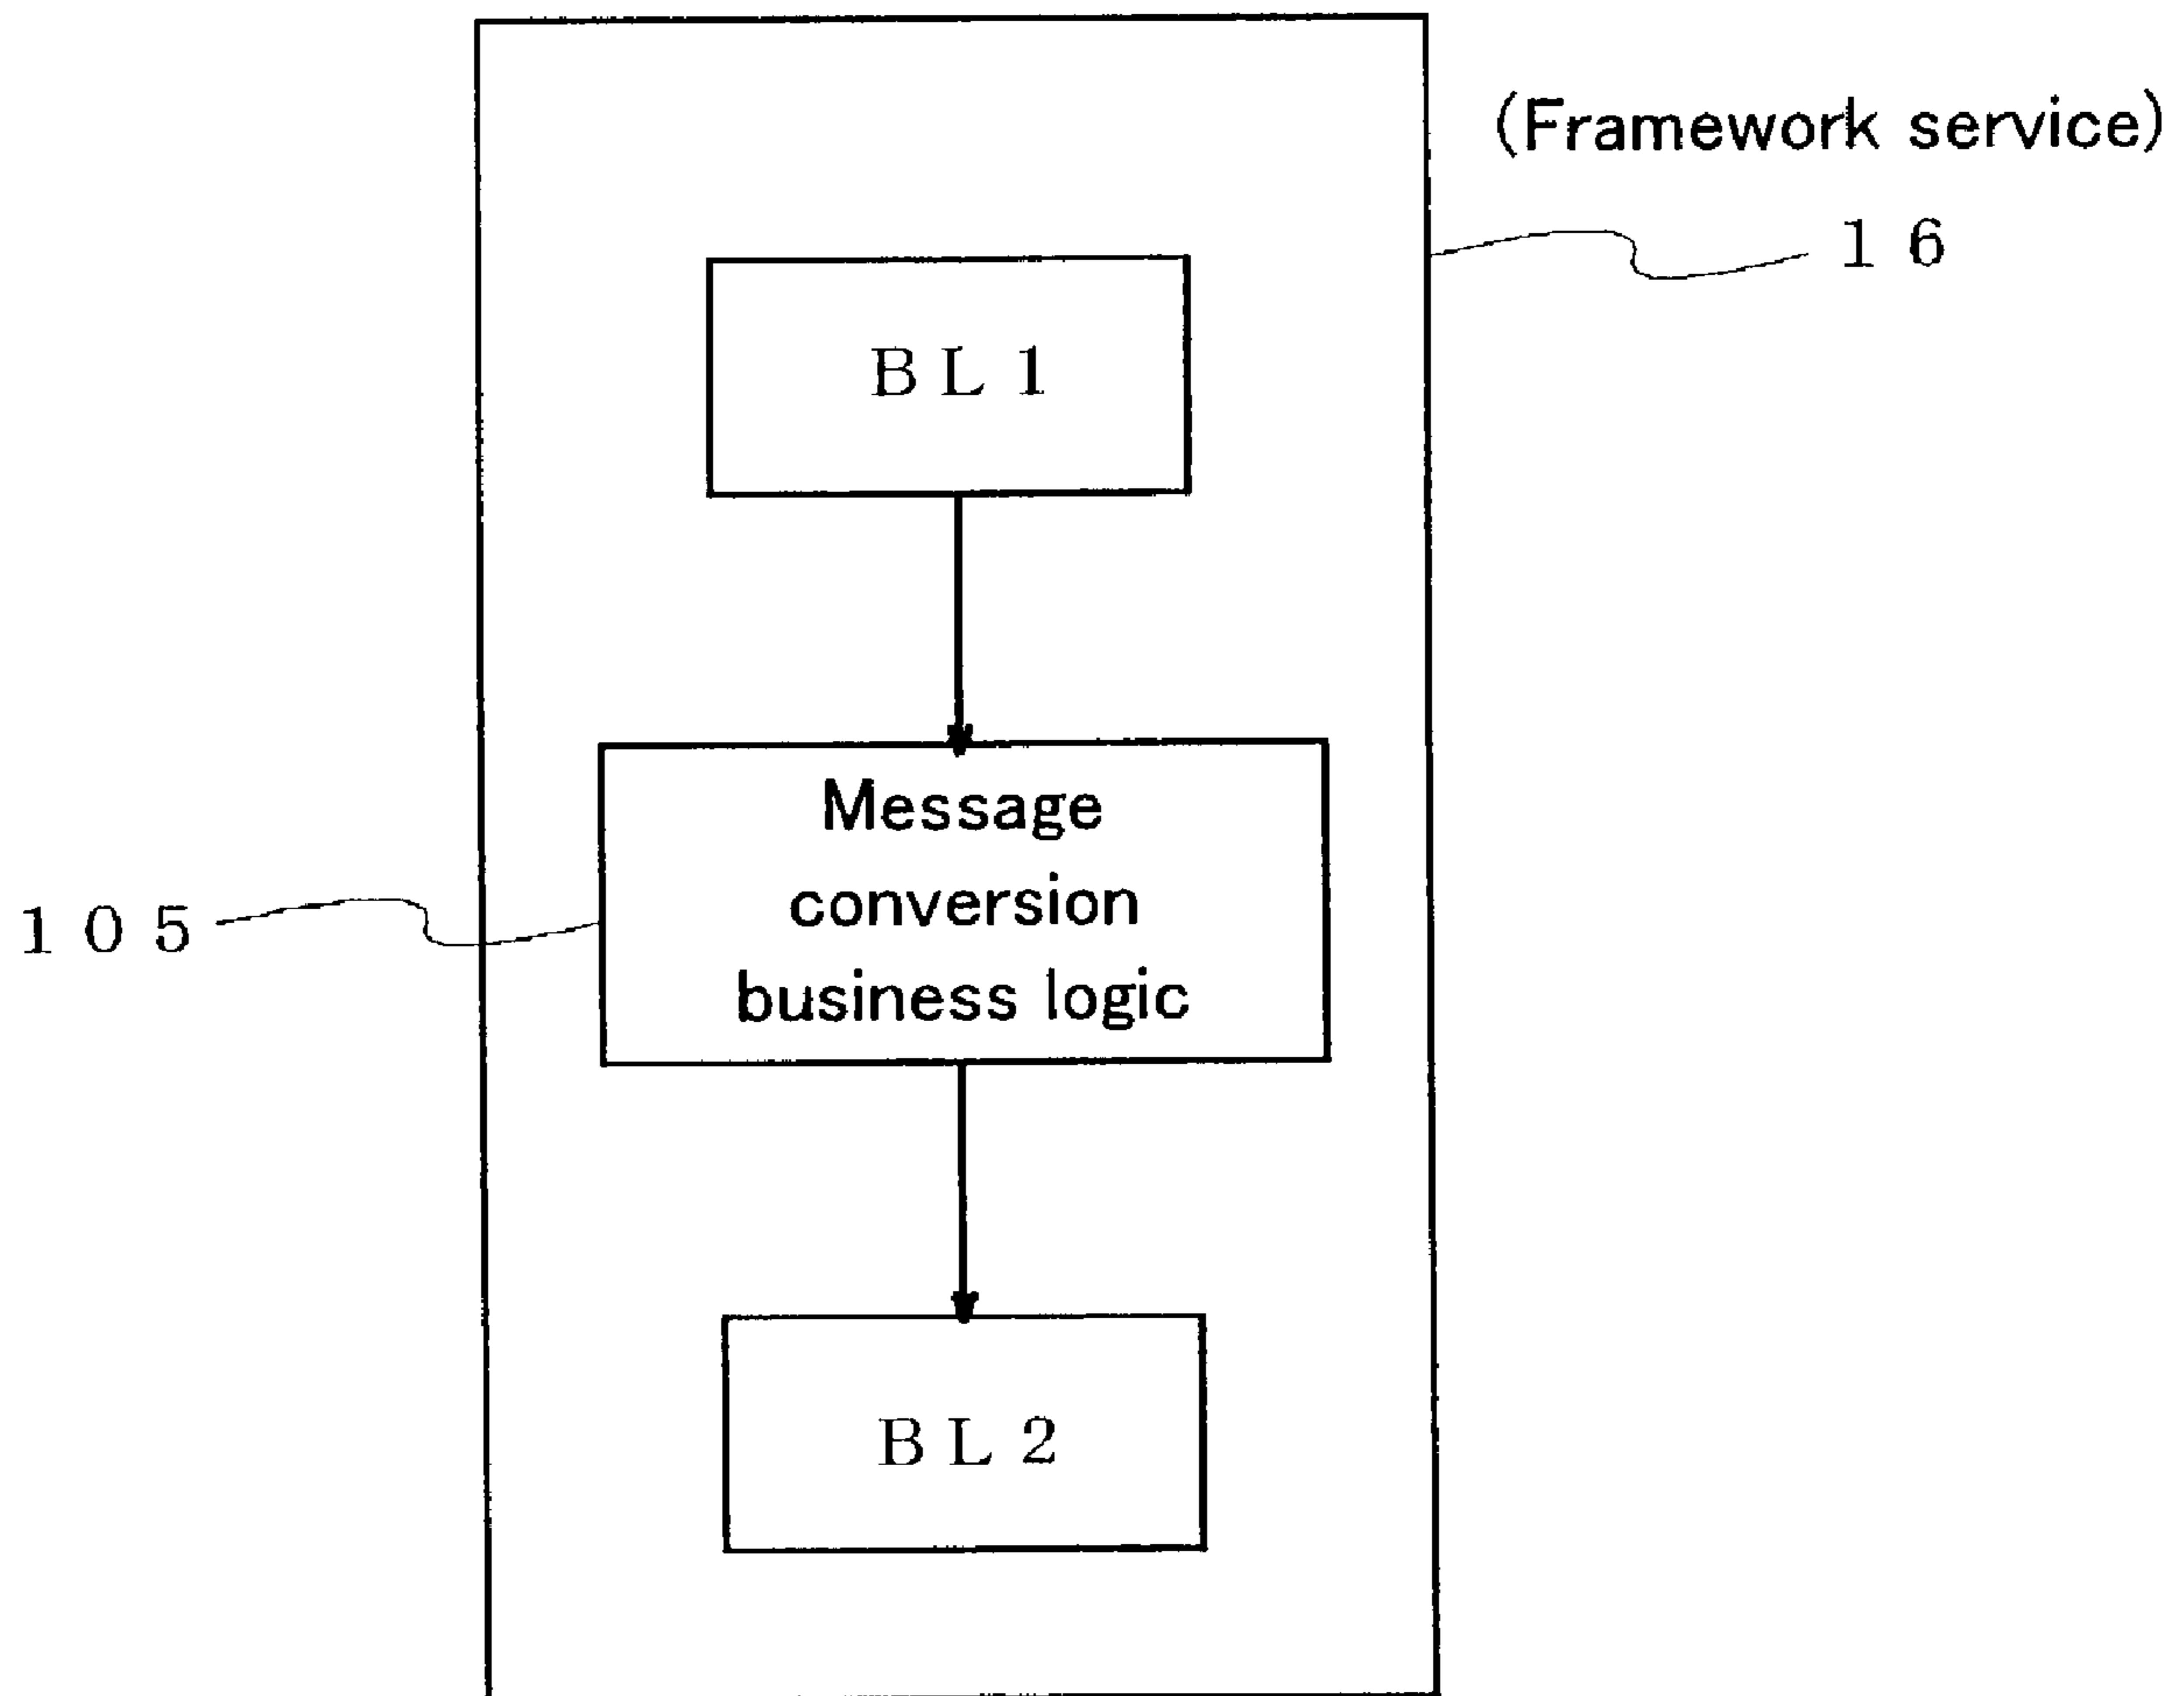 (Framework service)
16
BL1
Message
conversion
business logic
105
BL2